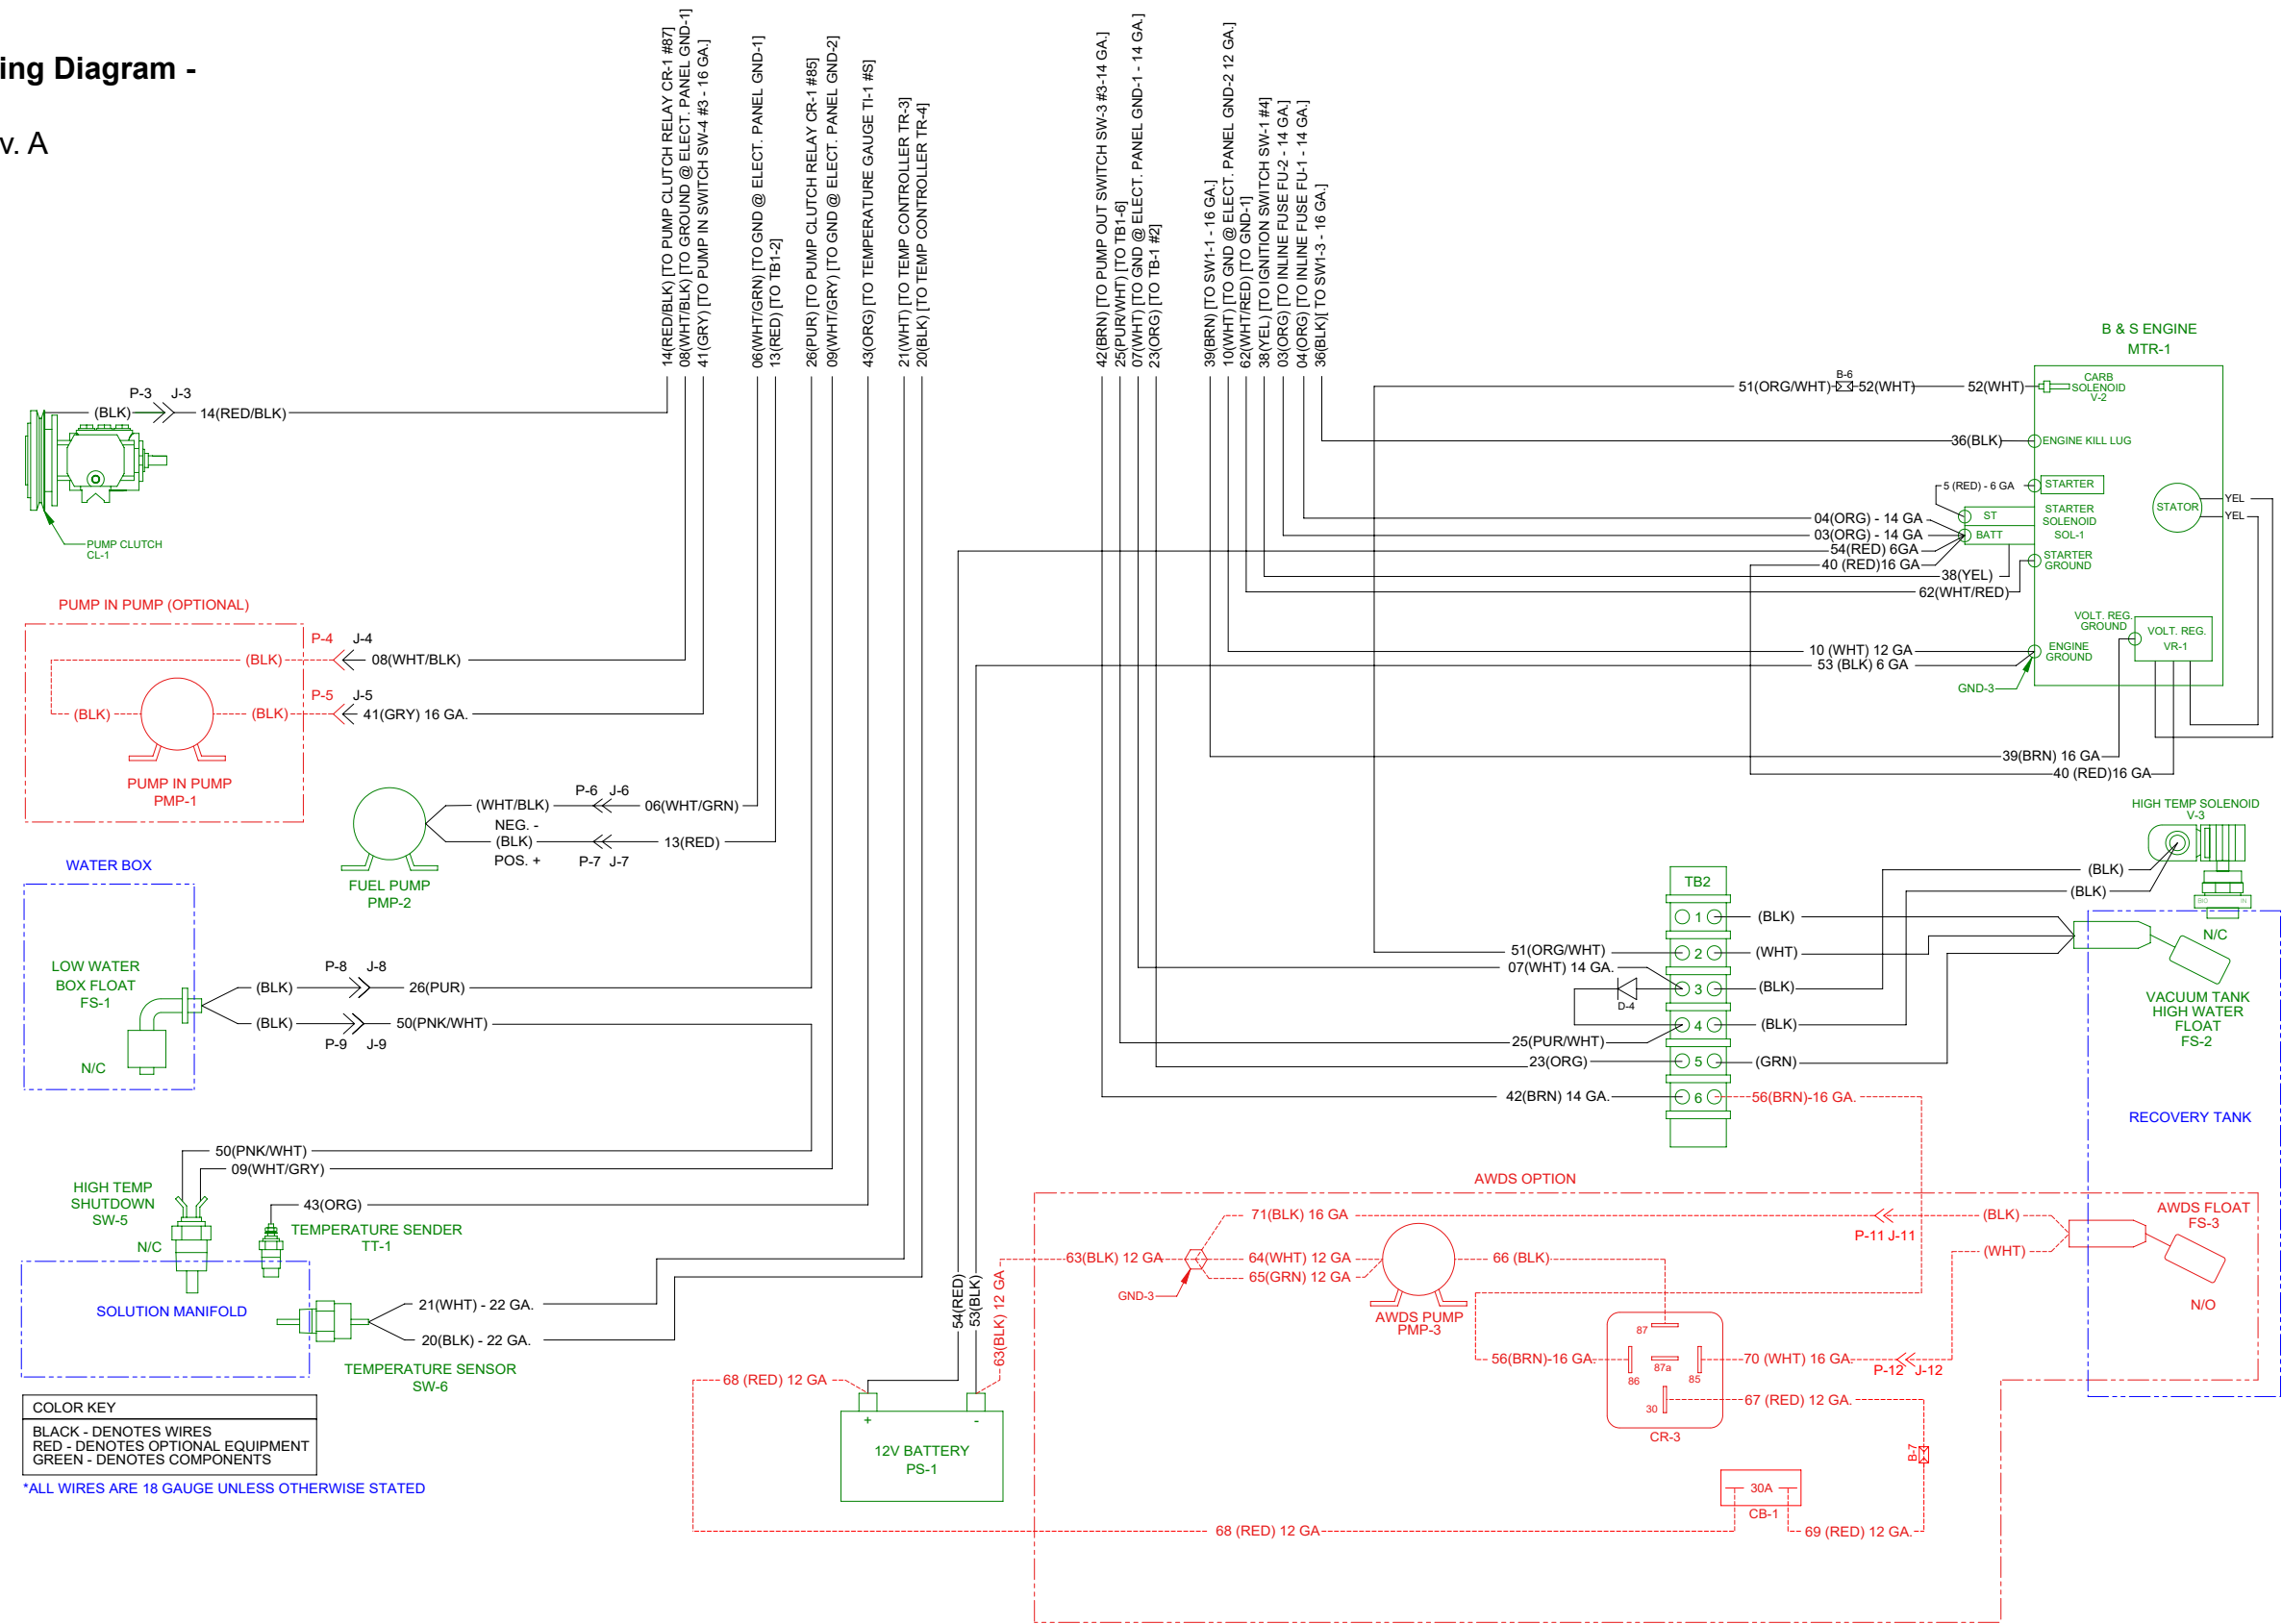 ing Diagram -
v. A
14(RED/BLK) [TO PUMP CLUTCH RELAY CR-1 #87]
08(WHT/BLK) [TO GROUND @ ELECT. PANEL GND-1]
41(GRY) [TO PUMP IN SWITCH SW-4 #3 - 16 GA.]
06(WHT/GRN) [TO GND @ ELECT. PANEL GND-1]
13(RED) [TO TB1-2]
26(PUR) [TO PUMP CLUTCH RELAY CR-1 #85]
09(WHT/GRY) [TO GND @ ELECT. PANEL GND-2]
43(ORG) [TO TEMPERATURE GAUGE TI-1 #S]
21(WHT) [TO TEMP CONTROLLER TR-3]
20(BLK) [TO TEMP CONTROLLER TR-4]
42(BRN) [TO PUMP OUT SWITCH SW-3 #3-14 GA.]
25(PUR/WHT) [TO TB1-6]
07(WHT) [TO GND @ ELECT. PANEL GND-1 - 14 GA.]
23(ORG) [TO TB-1 #2]
39(BRN) [TO SW1-1 - 16 GA.]
10(WHT) [TO GND @ ELECT. PANEL GND-2 12 GA.]
62(WHT/RED) [TO GND-1]
38(YEL) [TO IGNITION SWITCH SW-1 #4]
03(ORG) [TO INLINE FUSE FU-2 - 14 GA.]
04(ORG) [TO INLINE FUSE FU-1 - 14 GA.]
36(BLK)[ TO SW1-3 - 16 GA.]
P-3 J-3
(BLK) 14(RED/BLK)
PUMP CLUTCH
CL-1
PUMP IN PUMP (OPTIONAL)
P-4 J-4
(BLK) 08(WHT/BLK)
P-5 J-5
(BLK) (BLK) 41(GRY) 16 GA.
PUMP IN PUMP
PMP-1
P-6 J-6
(WHT/BLK) 06(WHT/GRN)
NEG. -
(BLK) 13(RED)
POS. + P-7 J-7
FUEL PUMP
PMP-2
WATER BOX
LOW WATER
BOX FLOAT
FS-1
P-8 J-8
(BLK) 26(PUR)
(BLK) 50(PNK/WHT)
P-9 J-9
N/C
50(PNK/WHT)
09(WHT/GRY)
HIGH TEMP
SHUTDOWN
SW-5
N/C
43(ORG)
TEMPERATURE SENDER
TT-1
SOLUTION MANIFOLD
21(WHT) - 22 GA.
20(BLK) - 22 GA.
TEMPERATURE SENSOR
SW-6
COLOR KEY
BLACK - DENOTES WIRES
RED - DENOTES OPTIONAL EQUIPMENT
GREEN - DENOTES COMPONENTS
*ALL WIRES ARE 18 GAUGE UNLESS OTHERWISE STATED
B & S ENGINE
MTR-1
51(ORG/WHT) B-6 52(WHT) 52(WHT)
CARB
SOLENOID
V-2
36(BLK) ENGINE KILL LUG
5 (RED) - 6 GA STARTER
ST
STARTER
SOLENOID
SOL-1
BATT
04(ORG) - 14 GA
03(ORG) - 14 GA
54(RED) 6GA
40 (RED)16 GA
38(YEL)
62(WHT/RED)
STARTER
GROUND
STATOR
YEL
YEL
VOLT. REG.
GROUND
VOLT. REG.
VR-1
10 (WHT) 12 GA
53 (BLK) 6 GA
ENGINE
GROUND
GND-3
39(BRN) 16 GA
40 (RED)16 GA
HIGH TEMP SOLENOID
V-3
BIO IN
N/C
(BLK)
(BLK)
TB2
1 (BLK)
51(ORG/WHT) 2 (WHT)
07(WHT) 14 GA.
3 (BLK)
D-4
4 (BLK)
25(PUR/WHT)
23(ORG) 5 (GRN)
42(BRN) 14 GA. 6 56(BRN)-16 GA.
VACUUM TANK
HIGH WATER
FLOAT
FS-2
RECOVERY TANK
AWDS OPTION
71(BLK) 16 GA
P-11 J-11
(BLK)
(WHT)
AWDS FLOAT
FS-3
N/O
63(BLK) 12 GA
64(WHT) 12 GA
65(GRN) 12 GA
GND-3
66 (BLK)
AWDS PUMP
PMP-3
56(BRN)-16 GA.
87
87a
86
85
30
CR-3
70 (WHT) 16 GA.
P-12 J-12
67 (RED) 12 GA.
B-7
30A
CB-1
69 (RED) 12 GA.
68 (RED) 12 GA
68 (RED) 12 GA
54(RED)
53(BLK)
63(BLK) 12 GA
+ -
12V BATTERY
PS-1